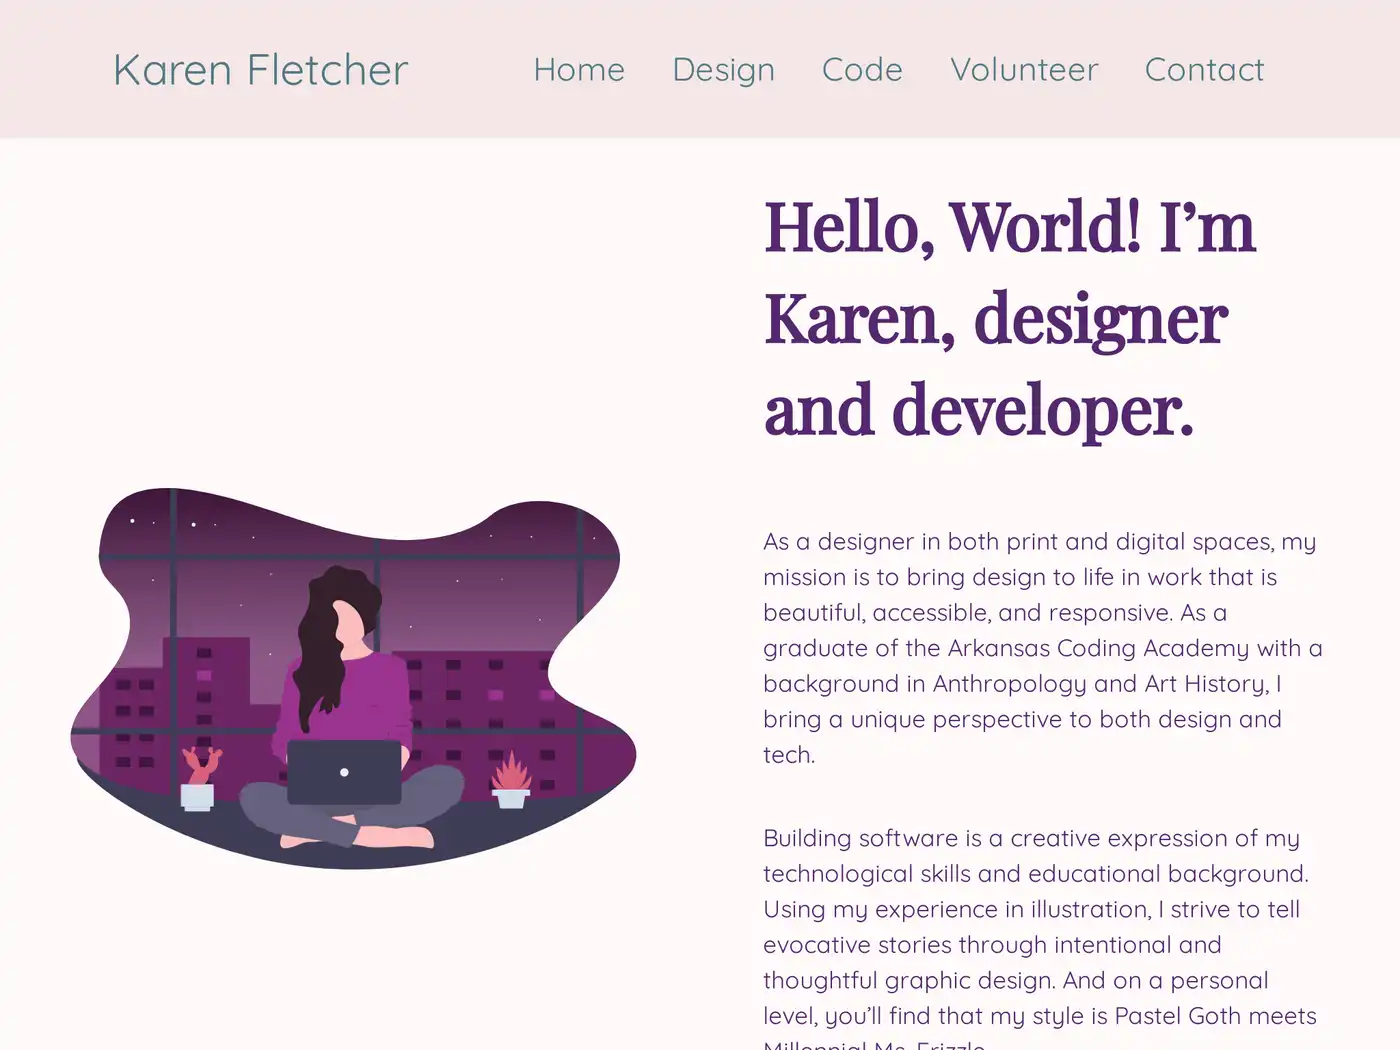 Karen Fletcher
Home Design Code Volunteer Contact
Hello, World! I’m
Karen, designer
and developer.
As a designer in both print and digital spaces, my
mission is to bring design to life in work that is
beautiful, accessible, and responsive. As a
graduate of the Arkansas Coding Academy with a
background in Anthropology and Art History, I
bring a unique perspective to both design and
tech.
Building software is a creative expression of my
technological skills and educational background.
Using my experience in illustration, I strive to tell
evocative stories through intentional and
thoughtful graphic design. And on a personal
level, you’ll find that my style is Pastel Goth meets
Millennial Ms. Frizzle.